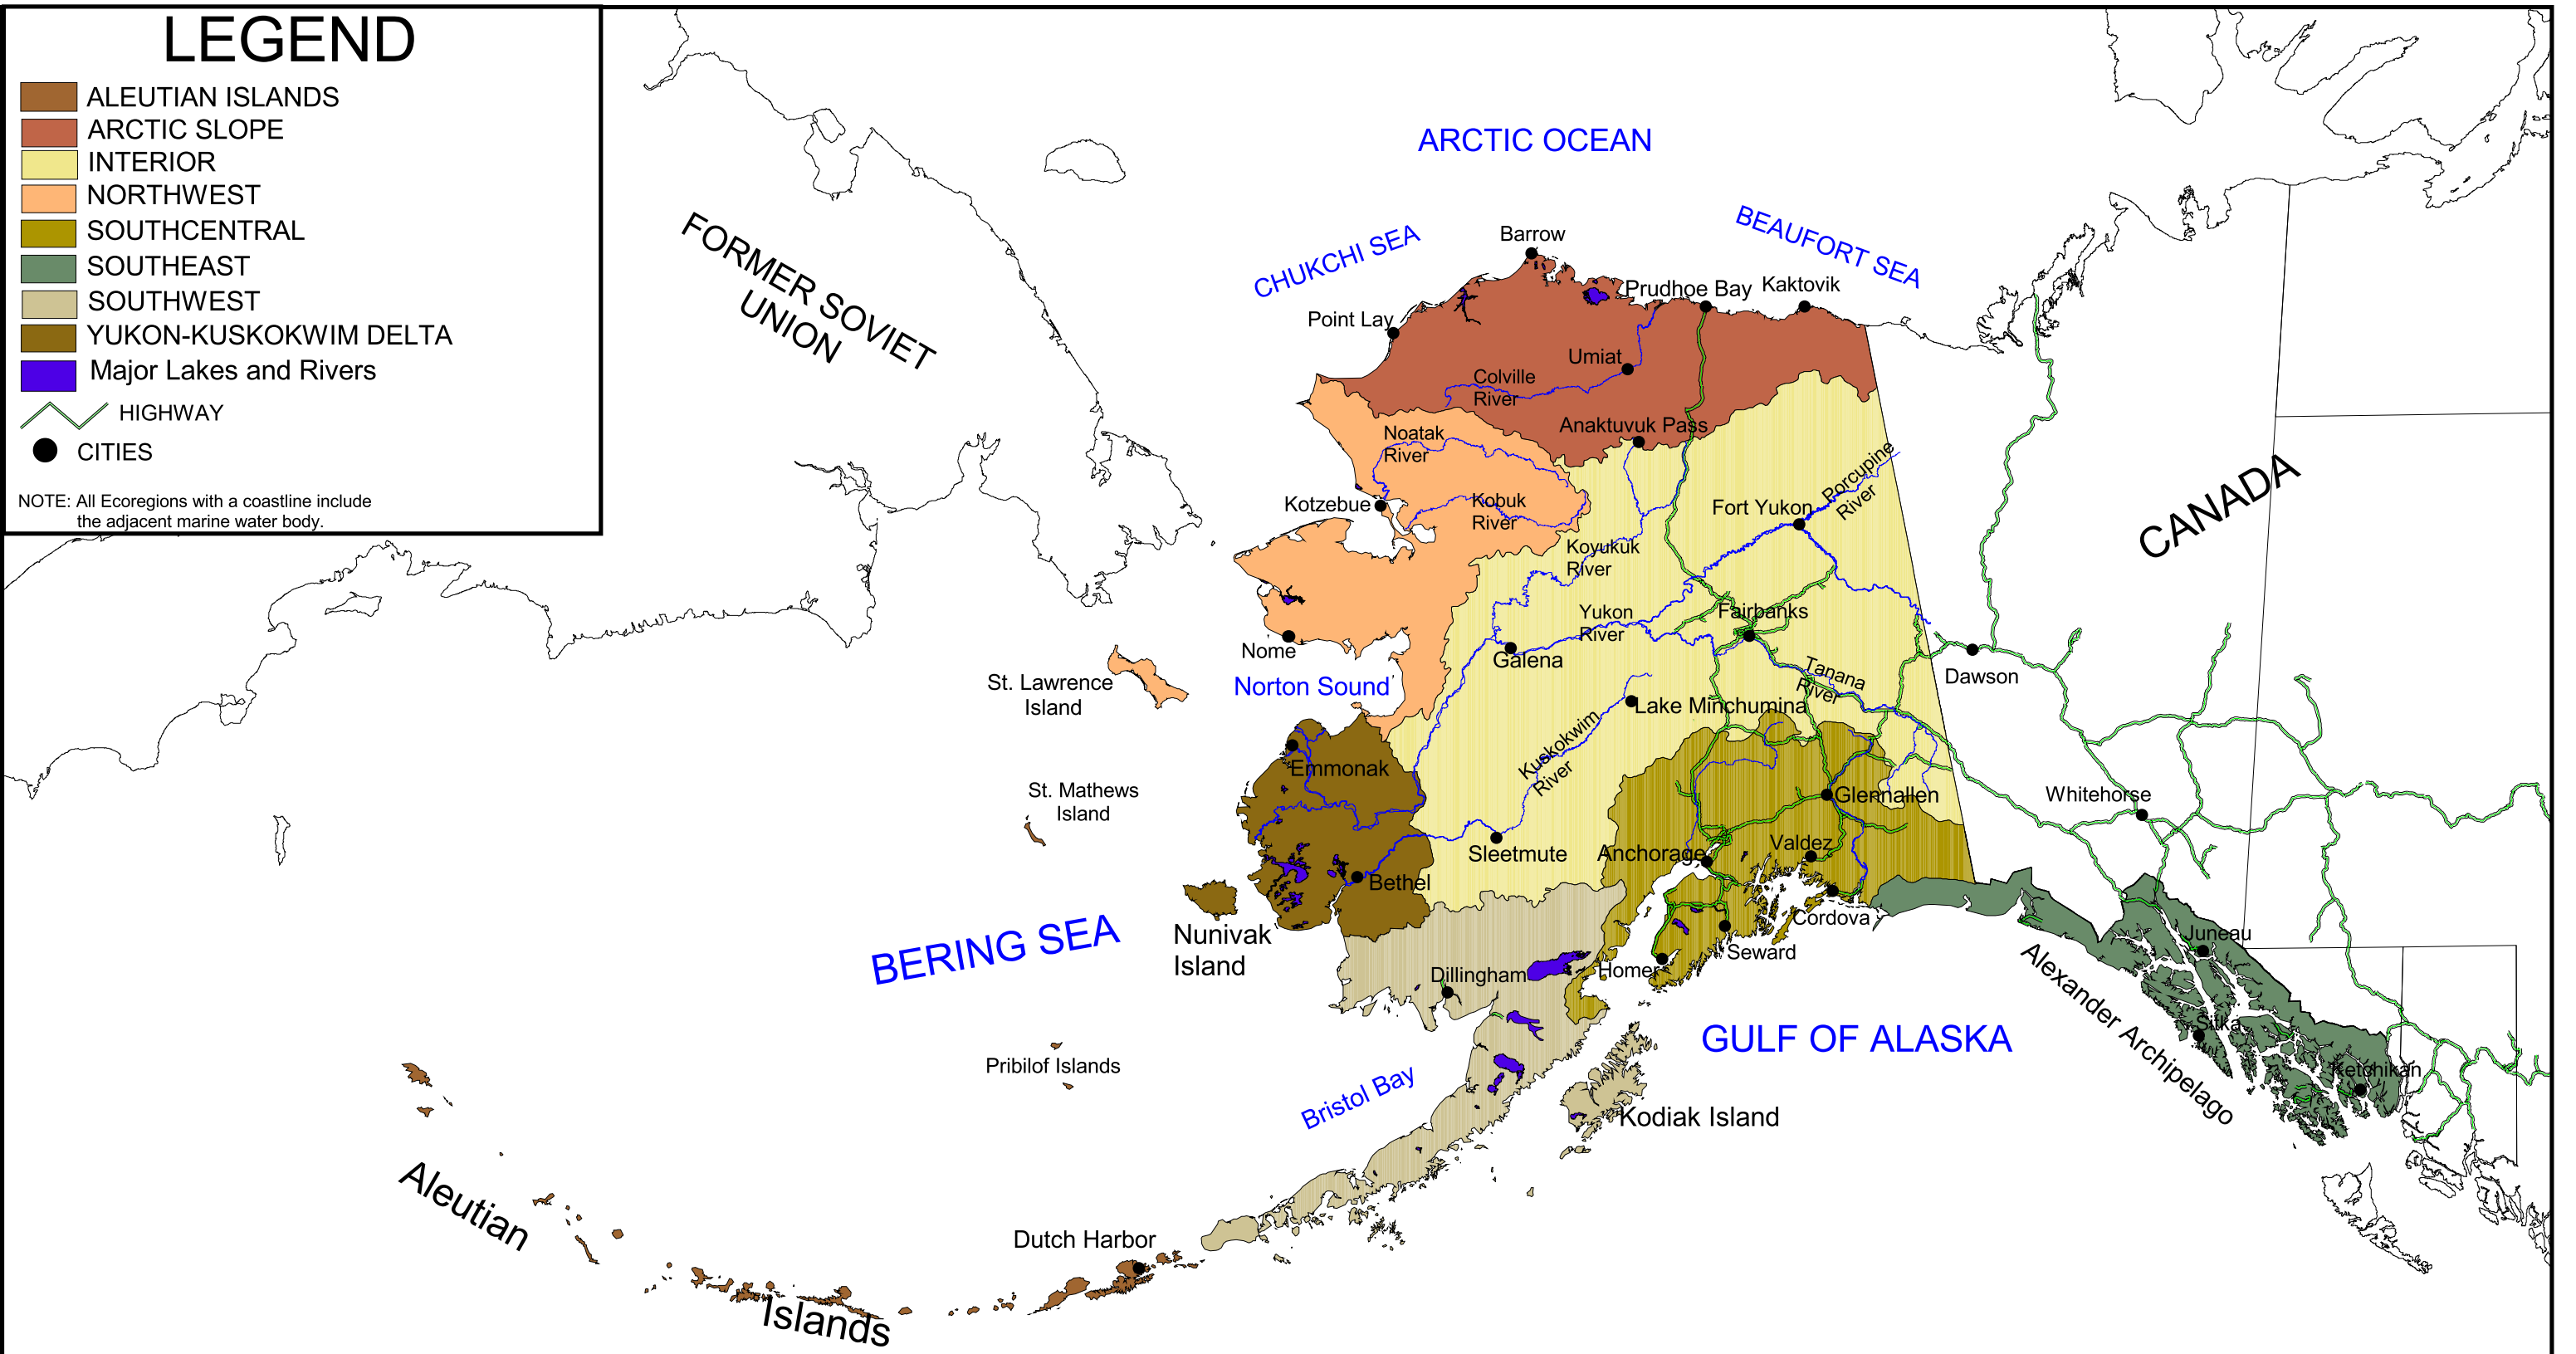 LEGEND
ALEUTIAN ISLANDS
ARCTIC SLOPE
INTERIOR
NORTHWEST
SOUTHCENTRAL
SOUTHEAST
SOUTHWEST
YUKON-KUSKOKWIM DELTA
Major Lakes and Rivers
HIGHWAY
CITIES
NOTE: All Ecoregions with a coastline include
the adjacent marine water body.
ARCTIC OCEAN
CHUKCHI SEA
BEAUFORT SEA
FORMER SOVIET
UNION
Barrow
Prudhoe Bay
Kaktovik
Point Lay
Umiat
Colville
River
Anaktuvuk Pass
Noatak
River
Kotzebue
Kobuk
River
Fort Yukon
Porcupine
River
CANADA
Koyukuk
River
Yukon
River
Fairbanks
Nome
Galena
Tanana
River
Dawson
St. Lawrence
Island
Norton Sound
Lake Minchumina
Kuskokwim
River
Emmonak
St. Mathews
Island
Glennallen
Whitehorse
Sleetmute
Anchorage
Valdez
Bethel
Cordova
BERING SEA
Nunivak
Island
Seward
Juneau
Dillingham
Homer
Alexander Archipelago
Sitka
GULF OF ALASKA
Pribilof Islands
Bristol Bay
Ketchikan
Kodiak Island
Aleutian
Dutch Harbor
Islands